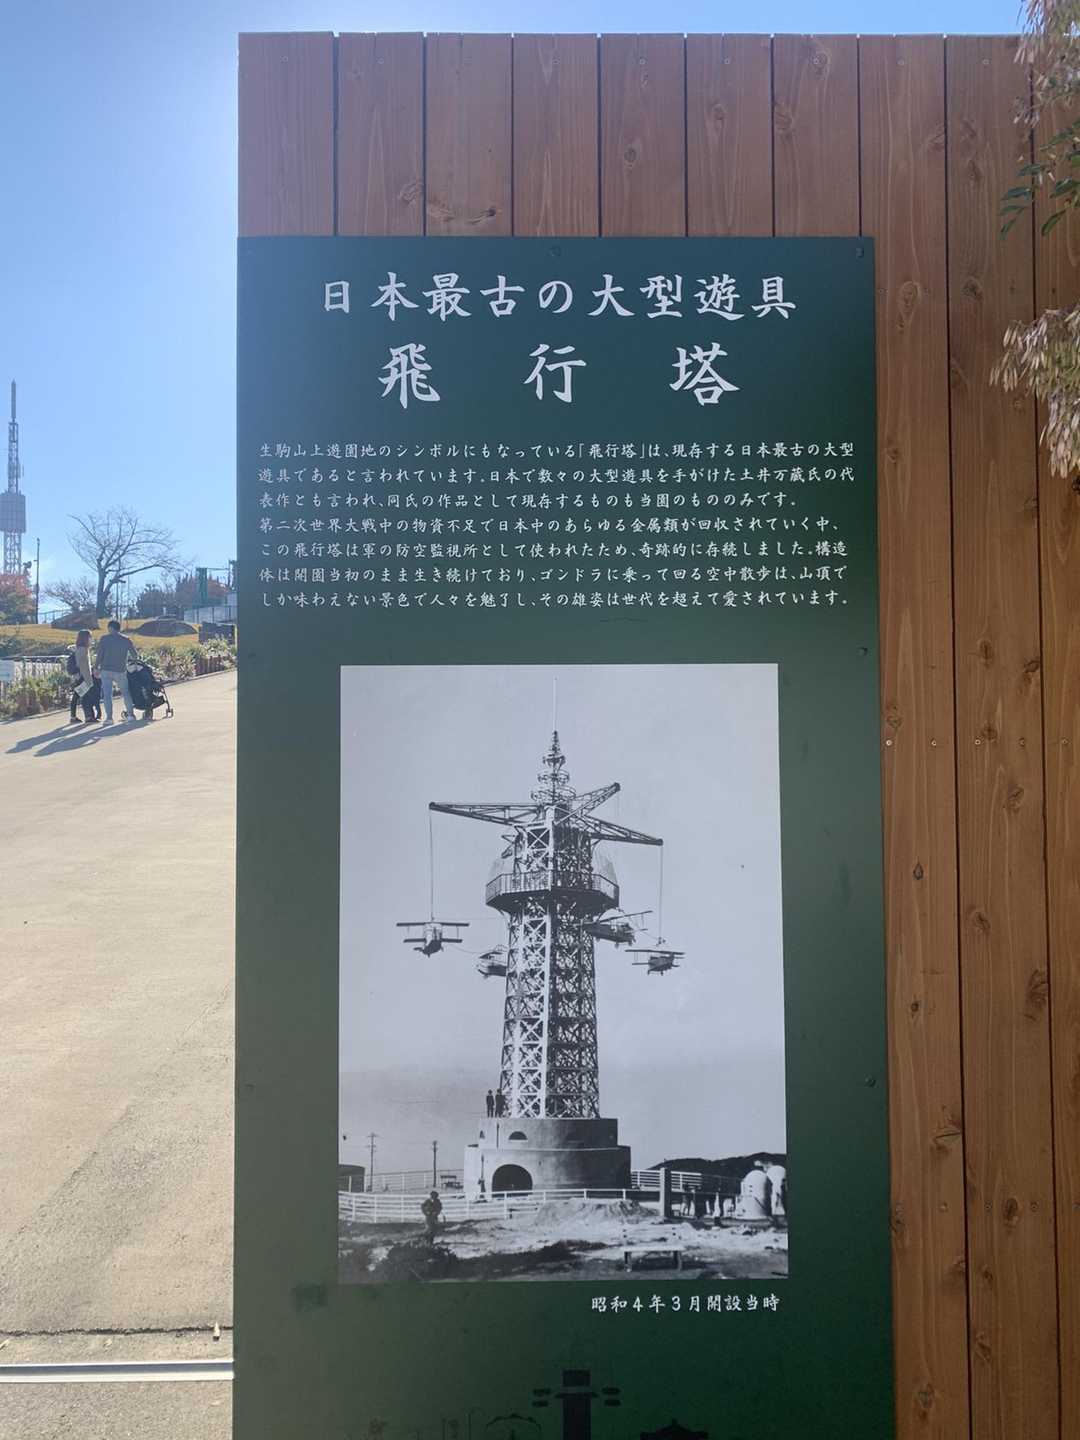 日本最古の大型遊具
飛行塔
生駒山上遊園地のシンボルにもなっている「飛行塔」は、現存する日本最古の大型
遊具であると言われています。日本で数々の大型遊具を手がけた土井万蔵氏の代
表作とも言われ、同氏の作品として現存するものも当園のもののみです。
第二次世界大戦中の物資不足で日本中のあらゆる金属類が回収されていく中、
この飛行塔は軍の防空監視所として使われたため、奇跡的に存続しました。構造
体は開園当初のまま生き続けており、ゴンドラに乗って回る空中散歩は、山頂で
しか味わえない景色で人々を魅了し、その雄姿は世代を超えて愛されています。
昭和4年3月開設当時